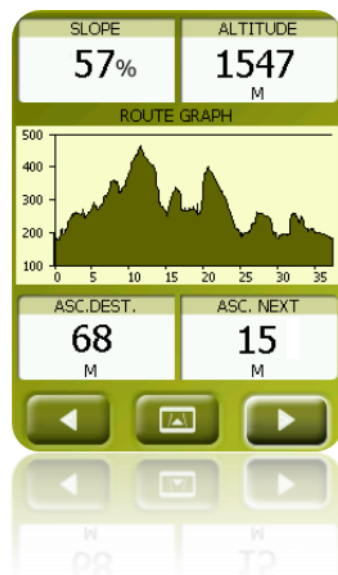 SLOPE ALTITUDE
57% 1547
M
ROUTE GRAPH
500
400
300
200
100
0 5 10 15 20 25 30 35
ASC.DEST. ASC. NEXT
68 15
M M